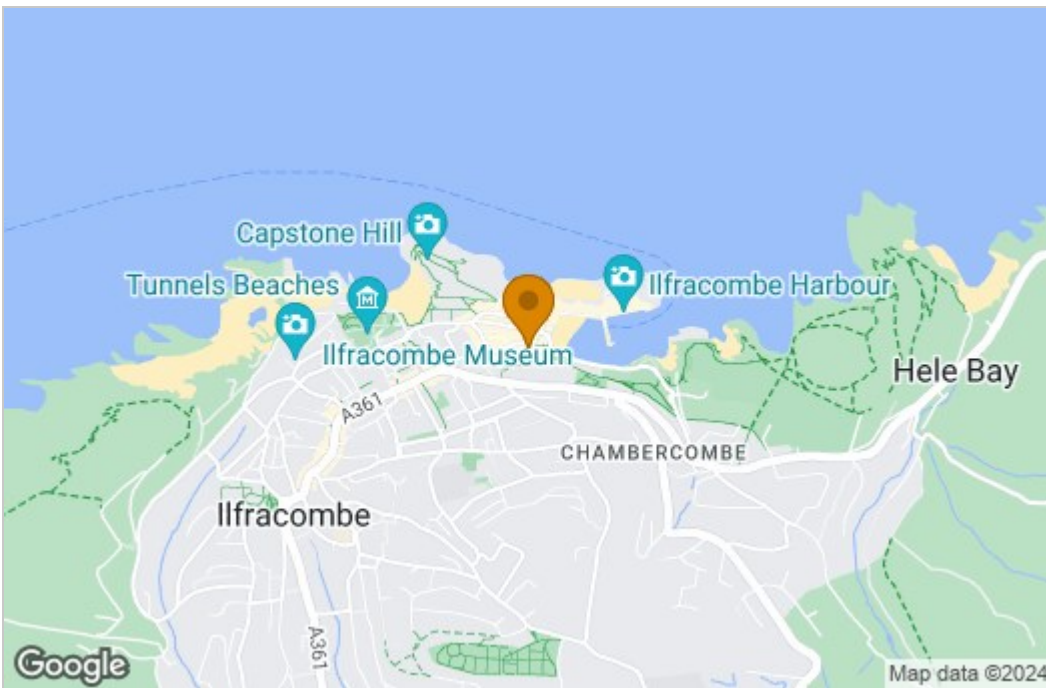 Capstone Hill
Tunnels Beaches
Ilfracombe Harbour
Ilfracombe Museum
Hele Bay
A361
CHAMBERCOMBE
Ilfracombe
A361
Google
Map data ©2024